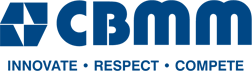 CBMM
INNOVATE • RESPECT • COMPETE